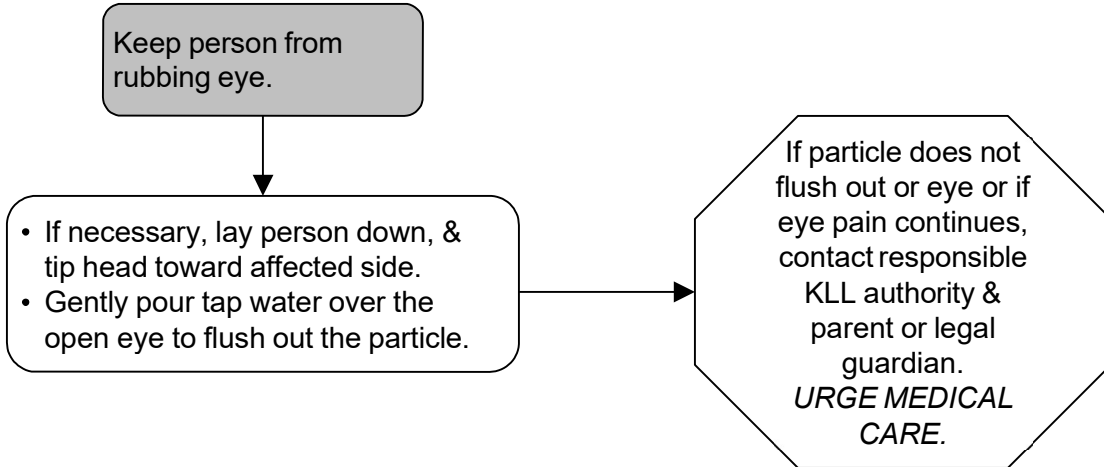 Keep person from
rubbing eye.
• If necessary, lay person down, &
tip head toward affected side.
• Gently pour tap water over the
open eye to flush out the particle.
If particle does not
flush out or eye or if
eye pain continues,
contact responsible
KLL authority &
parent or legal
guardian.
URGE MEDICAL
CARE.